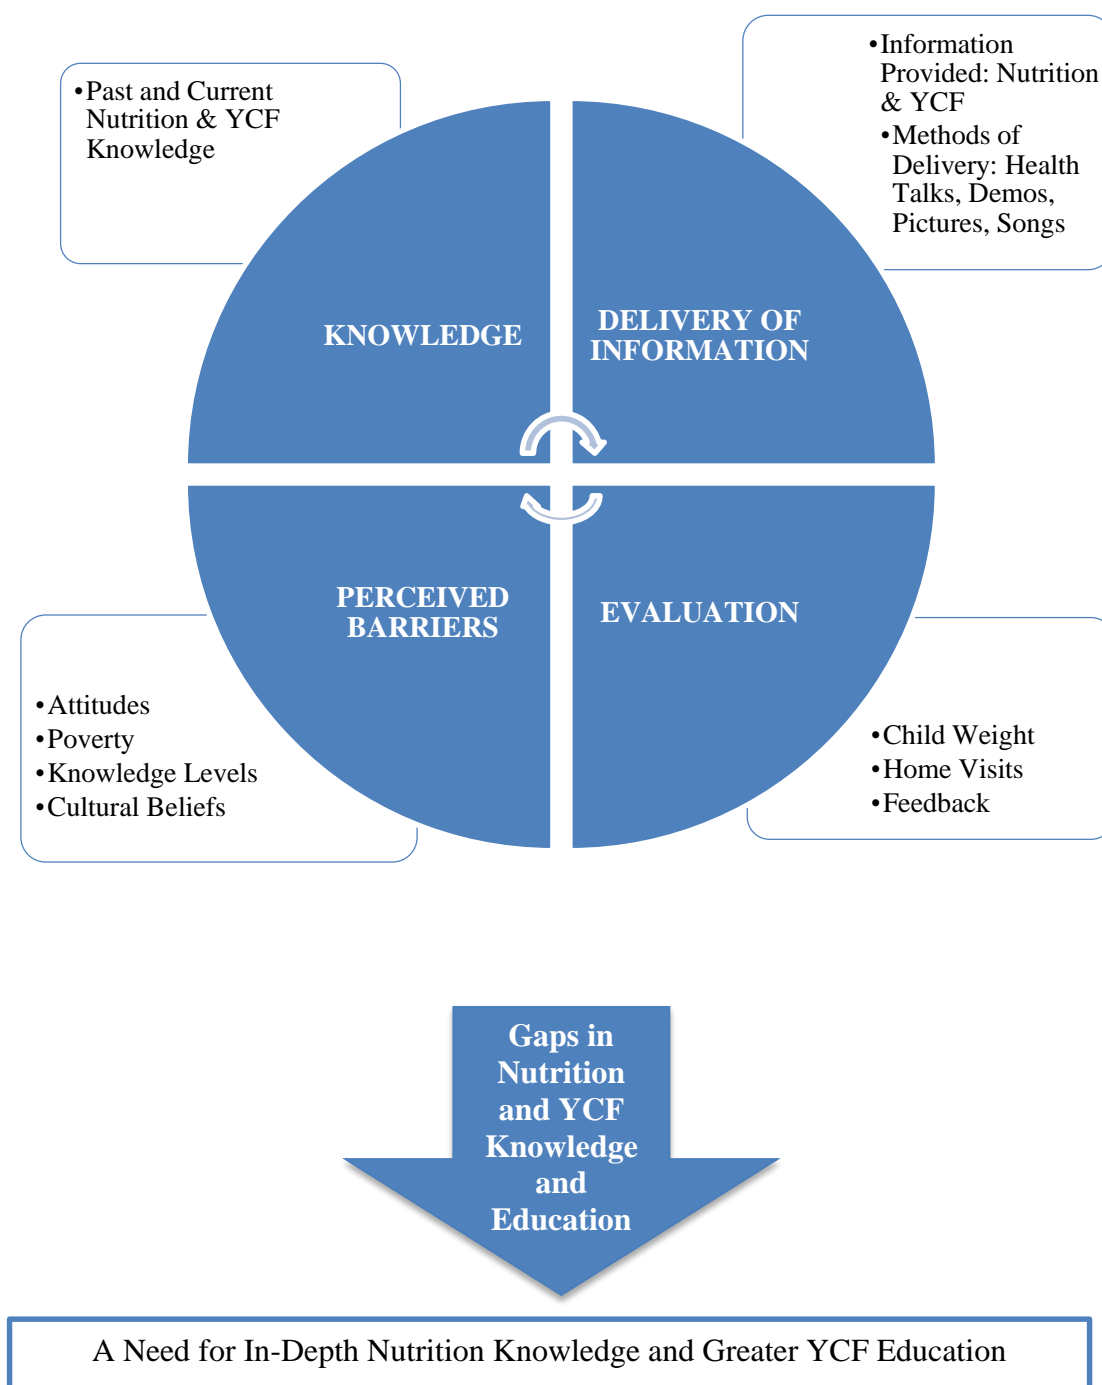 •Past and Current
Nutrition & YCF
Knowledge
•Information
Provided: Nutrition
& YCF
•Methods of
Delivery: Health
Talks, Demos,
Pictures, Songs
KNOWLEDGE
DELIVERY OF
INFORMATION
PERCEIVED
BARRIERS
EVALUATION
•Attitudes
•Poverty
•Knowledge Levels
•Cultural Beliefs
•Child Weight
•Home Visits
•Feedback
Gaps in
Nutrition
and YCF
Knowledge
and
Education
A Need for In-Depth Nutrition Knowledge and Greater YCF Education